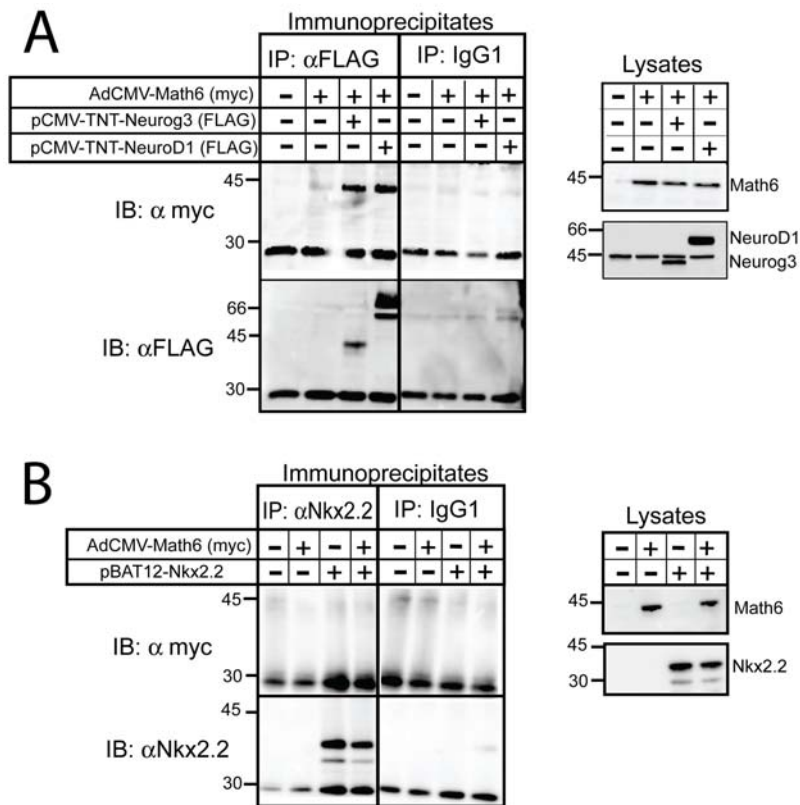 A
Immunoprecipitates
IP: αFLAG IP: IgG1
AdCMV-Math6 (myc) − + + + − + + +
pCMV-TNT-Neurog3 (FLAG) − − + − − − + −
pCMV-TNT-NeuroD1 (FLAG) − − − + − − − +
IB: α myc
45
30
IB: αFLAG
66
45
30
Lysates
− + + +
− − + −
− − − +
45 Math6
66 NeuroD1
45 Neurog3
B
Immunoprecipitates
IP: αNkx2.2 IP: IgG1
AdCMV-Math6 (myc) − + − + − + − +
pBAT12-Nkx2.2 − − + + − − + +
IB: α myc
45
30
IB: αNkx2.2
45
30
Lysates
− + − +
− − + +
45 Math6
45 Nkx2.2
30